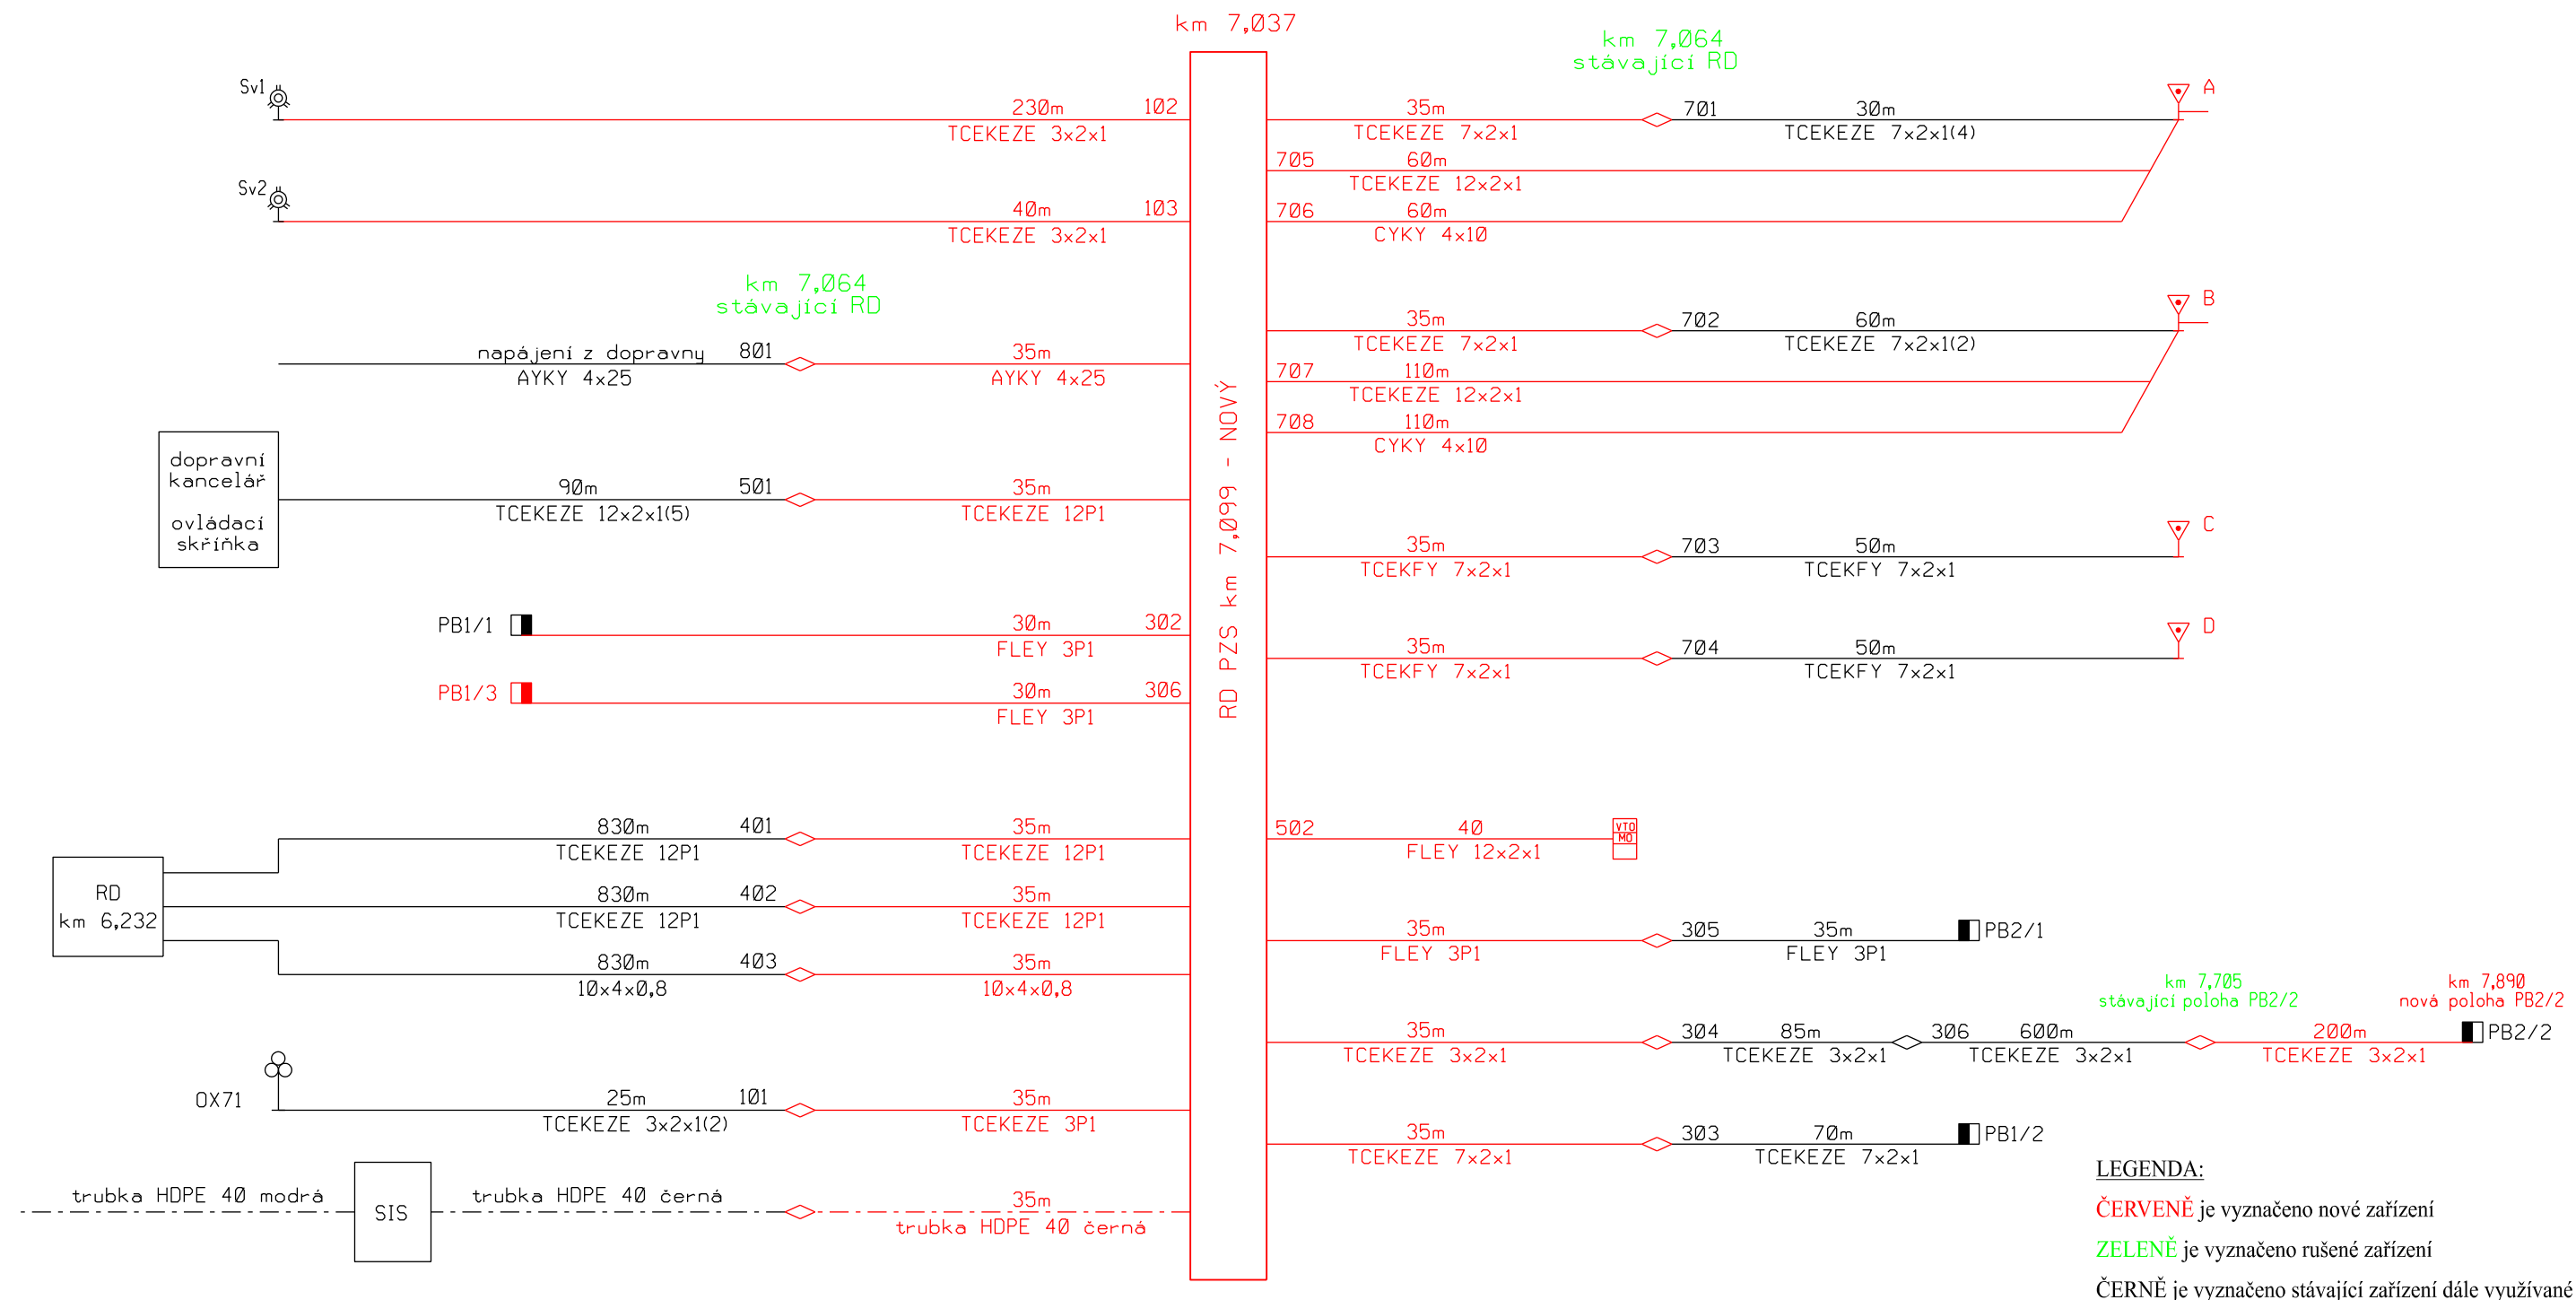 km 7,037
km 7,064
stávající RD
Sv1
230m
102
TCEKEZE 3x2x1
Sv2
40m
103
TCEKEZE 3x2x1
km 7,064
stávající RD
napájení z dopravny
801
AYKY 4x25
35m
AYKY 4x25
dopravní
kancelář
ovládací
skříňka
90m
501
TCEKEZE 12x2x1(5)
35m
TCEKEZE 12P1
PB1/1
30m
302
FLEY 3P1
PB1/3
30m
306
FLEY 3P1
RD
km 6,232
830m
401
TCEKEZE 12P1
35m
TCEKEZE 12P1
830m
402
TCEKEZE 12P1
35m
TCEKEZE 12P1
830m
403
10x4x0,8
35m
10x4x0,8
OX71
25m
101
TCEKEZE 3x2x1(2)
35m
TCEKEZE 3P1
trubka HDPE 40 modrá
SIS
trubka HDPE 40 černá
35m
trubka HDPE 40 černá
RD PZS km 7,099 - NOVÝ
35m
TCEKEZE 7x2x1
701
30m
TCEKEZE 7x2x1(4)
A
705
60m
TCEKEZE 12x2x1
706
60m
CYKY 4x10
35m
TCEKEZE 7x2x1
702
60m
TCEKEZE 7x2x1(2)
B
707
110m
TCEKEZE 12x2x1
708
110m
CYKY 4x10
35m
TCEKFY 7x2x1
703
50m
TCEKFY 7x2x1
C
35m
TCEKFY 7x2x1
704
50m
TCEKFY 7x2x1
D
502
40
FLEY 12x2x1
VTO
MO
35m
FLEY 3P1
305
35m
FLEY 3P1
PB2/1
km 7,705
stávající poloha PB2/2
km 7,890
nová poloha PB2/2
35m
TCEKEZE 3x2x1
304
85m
TCEKEZE 3x2x1
306
600m
TCEKEZE 3x2x1
200m
TCEKEZE 3x2x1
PB2/2
35m
TCEKEZE 7x2x1
303
70m
TCEKEZE 7x2x1
PB1/2
LEGENDA:
ČERVENĚ je vyznačeno nové zařízení
ZELENĚ je vyznačeno rušené zařízení
ČERNĚ je vyznačeno stávající zařízení dále využívané